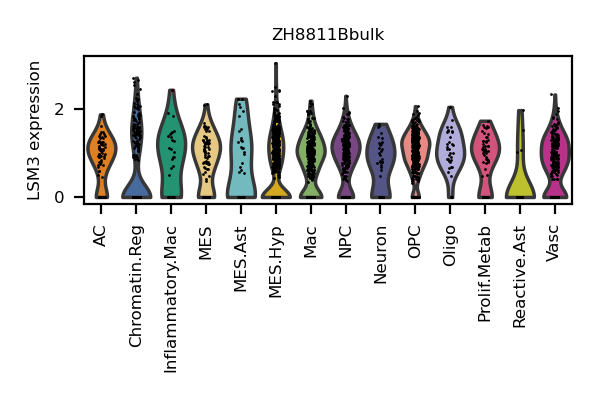 ZH8811Bbulk
LSM3 expression
2
0
AC
Chromatin.Reg
Inflammatory.Mac
MES
MES.Ast
MES.Hyp
Mac
NPC
Neuron
OPC
Oligo
Prolif.Metab
Reactive.Ast
Vasc